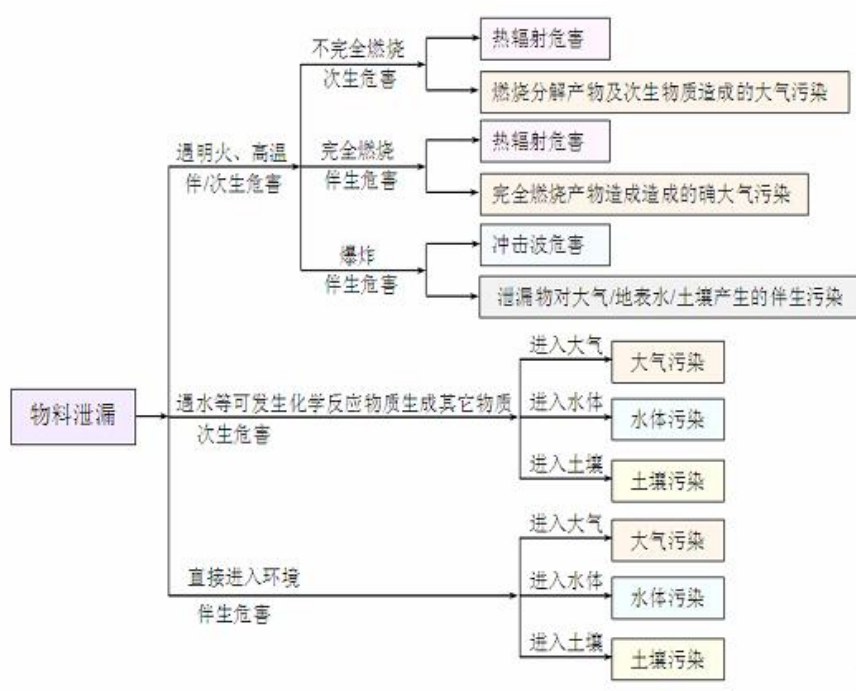 不完全燃烧
次生危害
热辐射危害
燃烧分解产物及次生物质造成的大气污染
遇明火、高温
伴/次生危害
完全燃烧
伴生危害
热辐射危害
完全燃烧产物造成造成的确大气污染
爆炸
伴生危害
冲击波危害
泄漏物对大气/地表水/土壤产生的伴生污染
物料泄漏
遇水等可发生化学反应物质生成其它物质
次生危害
进入大气
大气污染
进入水体
水体污染
进入土壤
土壤污染
直接进入环境
伴生危害
进入大气
大气污染
进入水体
水体污染
进入土壤
土壤污染